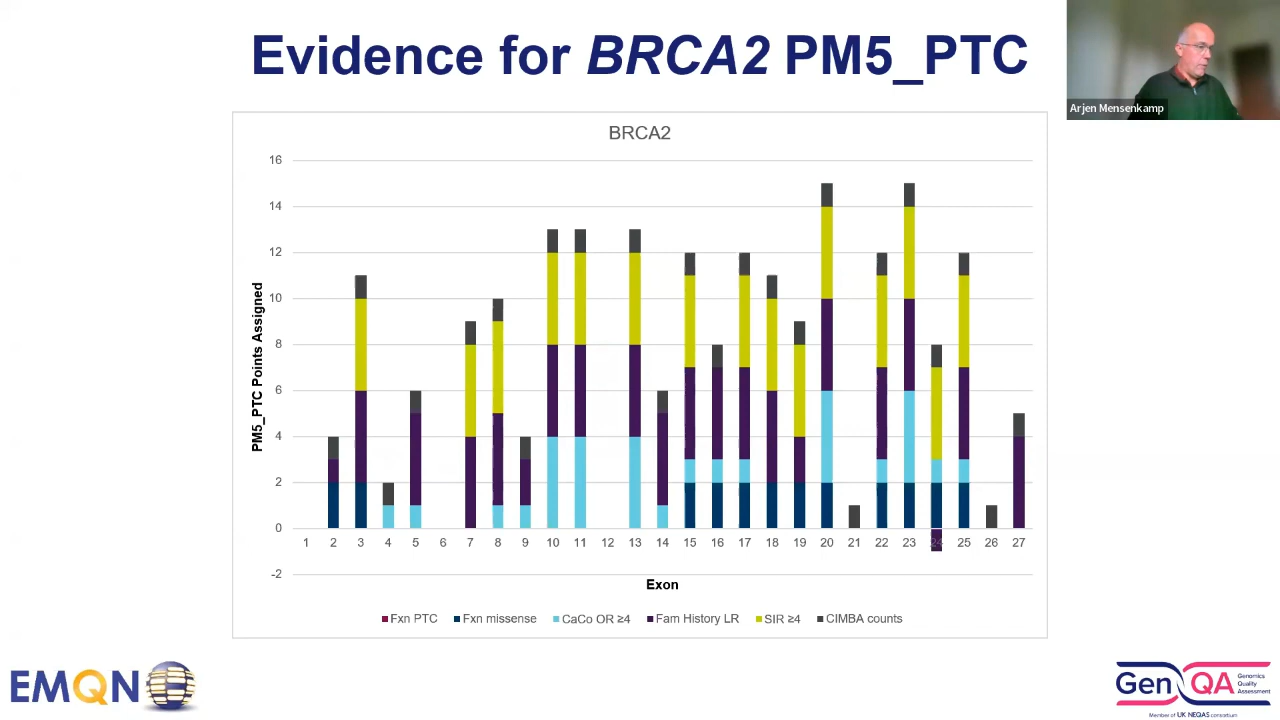 Evidence for BRCA2 PM5_PTC
Arjen Mensenkamp
BRCA2
16
14
12
10
8
6
4
2
0
-2
PM5_PTC Points Assigned
1 2 3 4 5 6 7 8 9 10 11 12 13 14 15 16 17 18 19 20 21 22 23 24 25 26 27
Exon
Fxn PTC Fxn missense CaCo OR ≥4 Fam History LR SIR ≥4 CIMBA counts
EMQN
GenQA
Genomics
Quality
Assessment
Member of UK NEQAS consortium